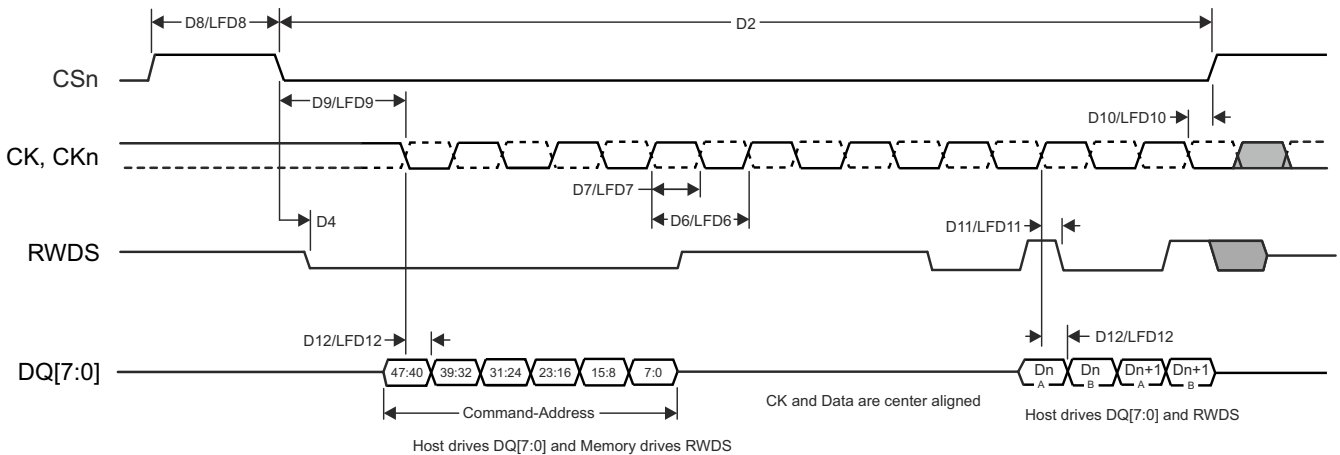 D8/LFD8
D2
CSn
D9/LFD9
D10/LFD10
CK, CKn
D7/LFD7
D6/LFD6
D4
D11/LFD11
RWDS
D12/LFD12
D12/LFD12
DQ[7:0]
47:40 39:32 31:24 23:16 15:8 7:0
Dn Dn Dn+1 Dn+1
A B A B
Command-Address
CK and Data are center aligned
Host drives DQ[7:0] and RWDS
Host drives DQ[7:0] and Memory drives RWDS